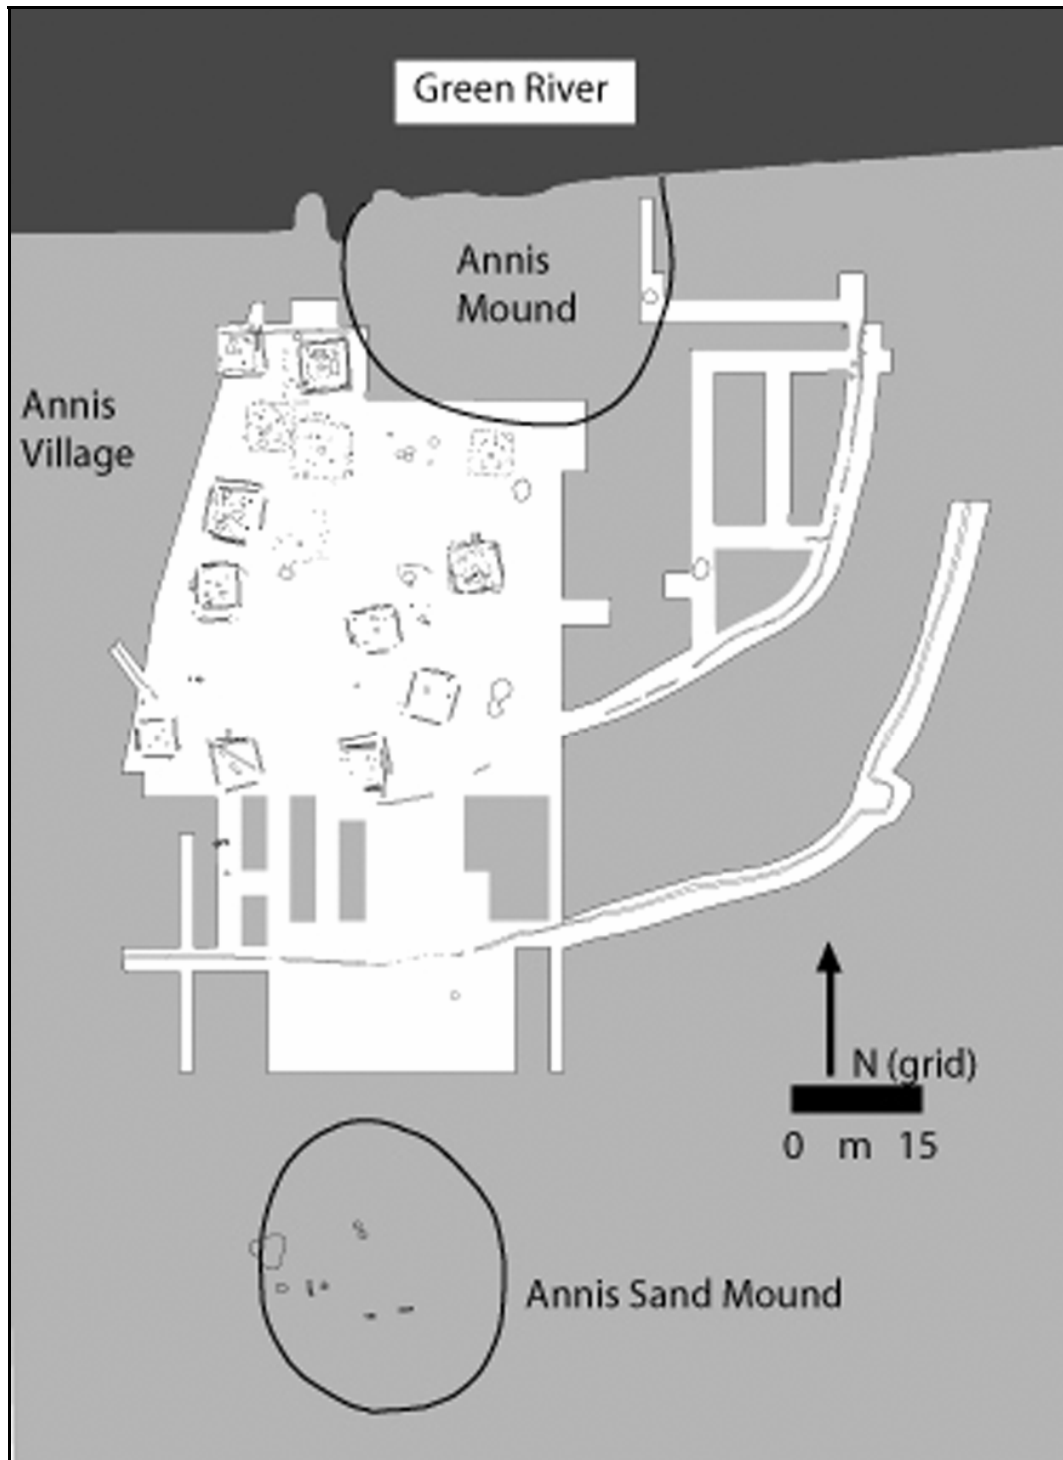 Green River
Annis
Mound
Annis
Village
N (grid)
0 m 15
Annis Sand Mound